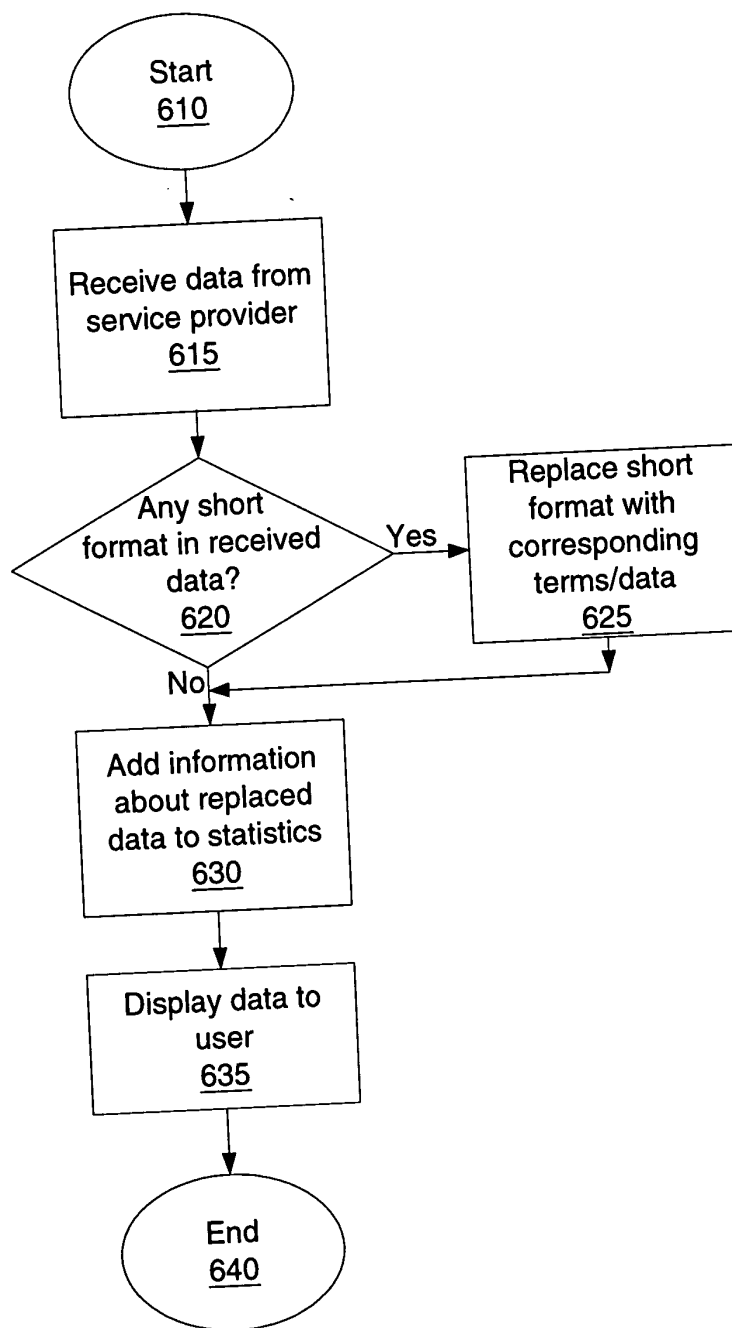 Start
610
Receive data from
service provider
615
Any short
format in received
data?
620
Yes
Replace short
format with
corresponding
terms/data
625
No
Add information
about replaced
data to statistics
630
Display data to
user
635
End
640